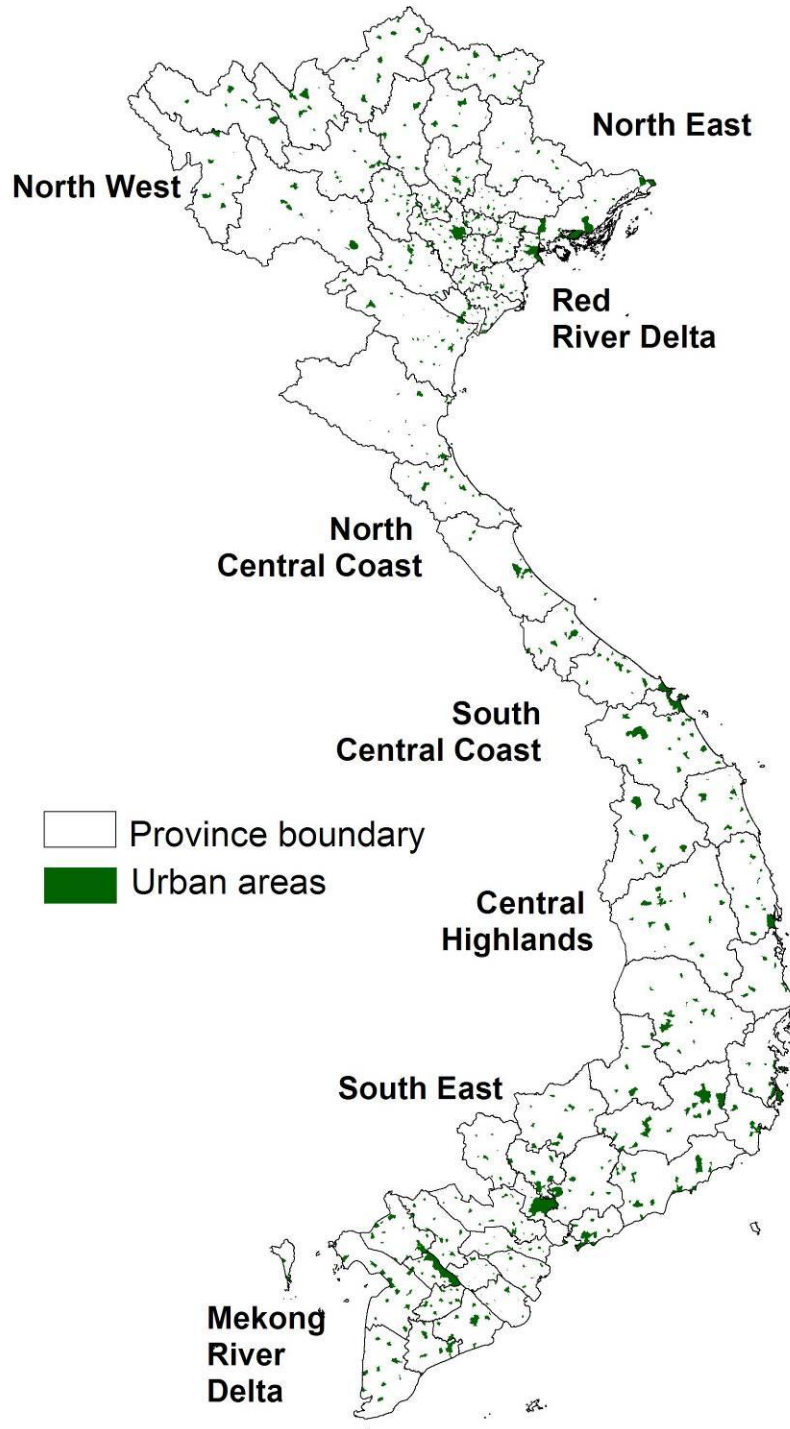 North East
North West
Red
River Delta
North
Central Coast
South
Central Coast
Province boundary
Urban areas
Central
Highlands
South East
Mekong
River
Delta